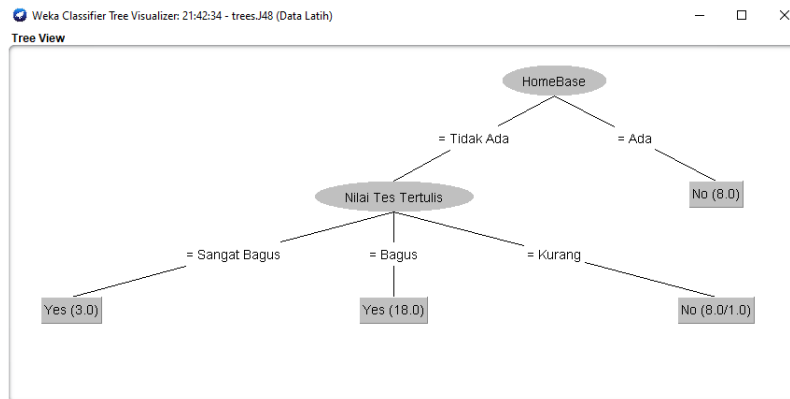 Weka Classifier Tree Visualizer: 21:42:34 - trees.J48 (Data Latih)
Tree View
HomeBase
= Tidak Ada
= Ada
Nilai Tes Tertulis
No (8.0)
= Sangat Bagus
= Bagus
= Kurang
Yes (3.0)
Yes (18.0)
No (8.0/1.0)